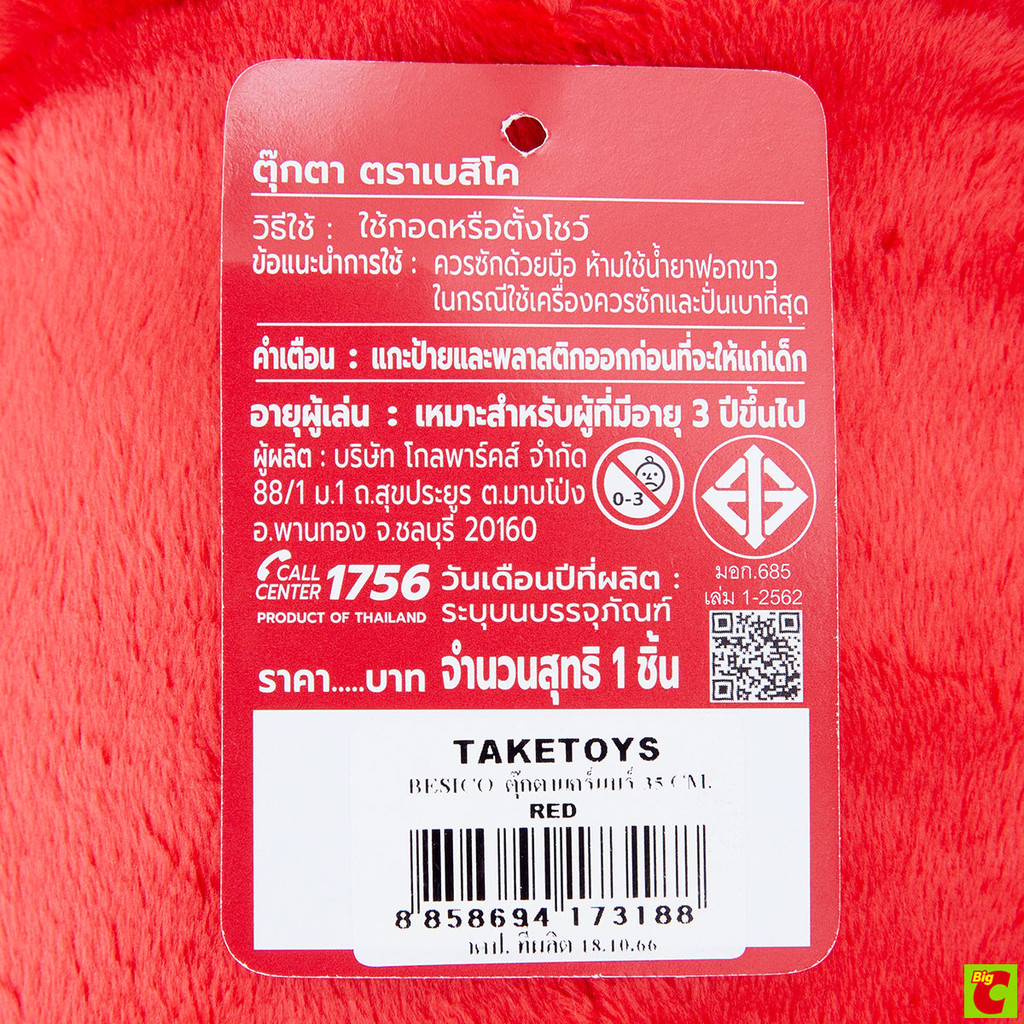 ตุ๊กตา ตราเบสิโค
วิธีใช้ : ใช้กอดหรือตั้งโชว์
ข้อแนะนำการใช้ : ควรซักด้วยมือ ห้ามใช้น้ำยาฟอกขาว
ในกรณีใช้เครื่องควรซักและปั่นเบาที่สุด
คำเตือน : แกะป้ายและพลาสติกออกก่อนที่จะให้แก่เด็ก
อายุผู้เล่น : เหมาะสำหรับผู้ที่มีอายุ 3 ปีขึ้นไป
ผู้ผลิต : บริษัท โกลพาร์คส์ จำกัด
88/1 ม.1 ถ.สุขประยูร ต.มาบโป่ง
อ.พานทอง จ.ชลบุรี 20160
0-3
มอก.685
เล่ม 1-2562
CALL CENTER 1756
PRODUCT OF THAILAND
วันเดือนปีที่ผลิต :
ระบุบนบรรจุภัณฑ์
ราคา.....บาท จำนวนสุทธิ 1 ชิ้น
TAKETOYS
BESICO ตุ๊กตา 35 CM.
RED
8 858694 173188
ที่ผลิต 18.10.66
Big C